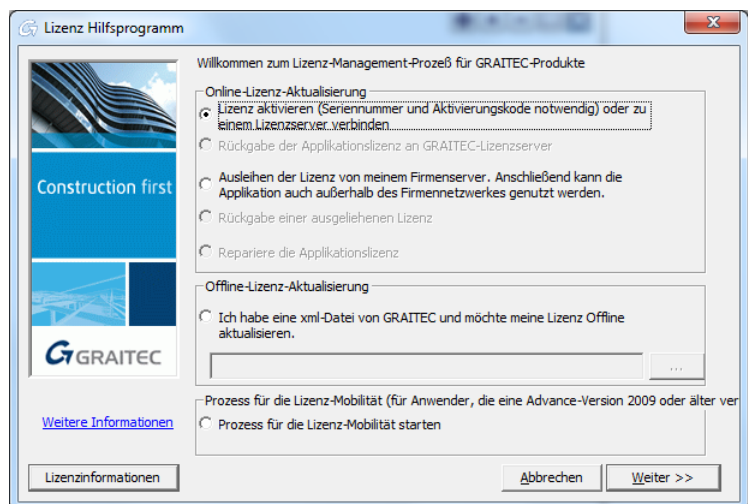 Lizenz Hilfsprogramm
Willkommen zum Lizenz-Management-Prozeß für GRAITEC-Produkte
Online-Lizenz-Aktualisierung
Lizenz aktivieren (Seriennummer und Aktivierungskode notwendig) oder zu
einem Lizenzserver verbinden
Rückgabe der Applikationslizenz an GRAITEC-Lizenzserver
Ausleihen der Lizenz von meinem Firmenserver. Anschließend kann die
Applikation auch außerhalb des Firmennetzwerkes genutzt werden.
Rückgabe einer ausgeliehenen Lizenz
Repariere die Applikationslizenz
Construction first
GRAITEC
Offline-Lizenz-Aktualisierung
Ich habe eine xml-Datei von GRAITEC und möchte meine Lizenz Offline
aktualisieren.
...
Prozess für die Lizenz-Mobilität (für Anwender, die eine Advance-Version 2009 oder älter ver
Prozess für die Lizenz-Mobilität starten
Weitere Informationen
Lizenzinformationen
Abbrechen
Weiter >>